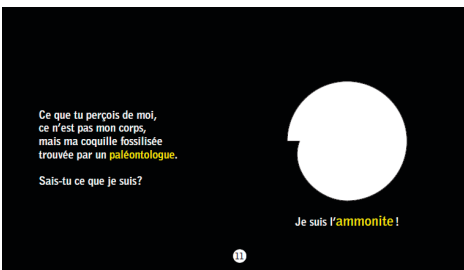 Ce que tu perçois de moi,
ce n'est pas mon corps,
mais ma coquille fossilisée
trouvée par un paléontologue.
Sais-tu ce que je suis?
Je suis l'ammonite !
11